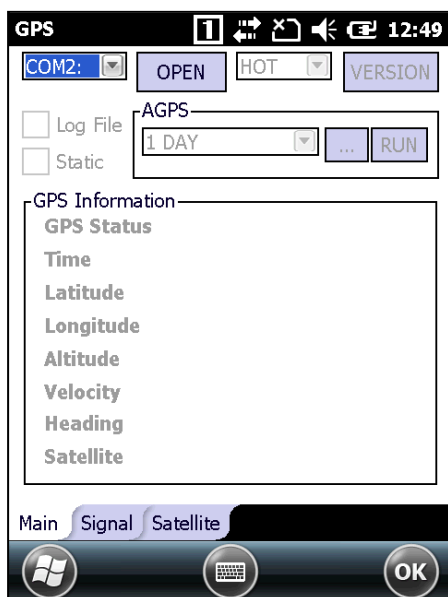 GPS 1 12:49
COM2: OPEN HOT VERSION
Log File
Static
AGPS
1 DAY ... RUN
GPS Information
GPS Status
Time
Latitude
Longitude
Altitude
Velocity
Heading
Satellite
Main Signal Satellite
OK